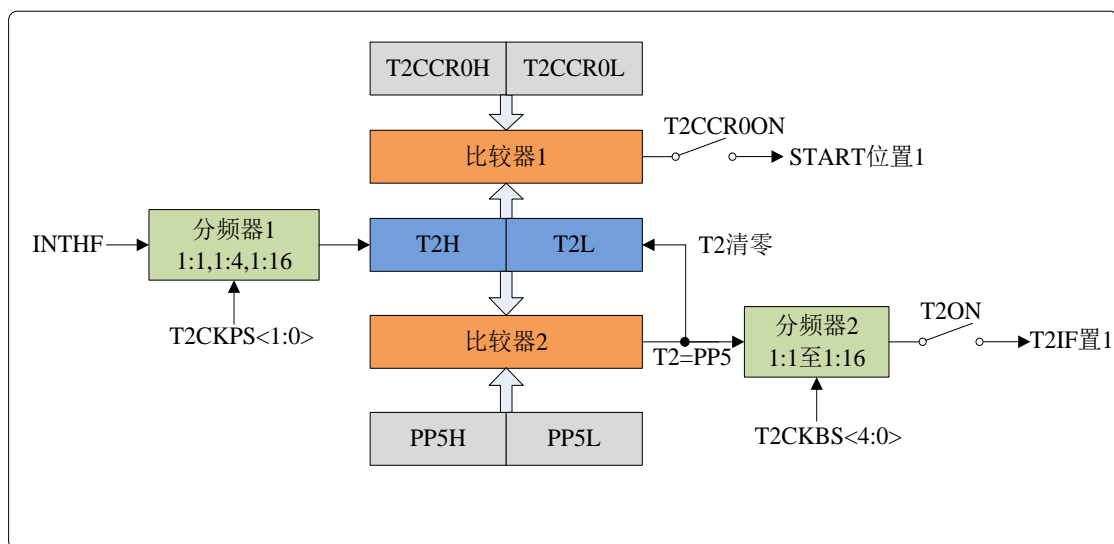 T2CCR0H T2CCR0L
T2CCR0ON
比较器1
START位置1
INTHF
分频器1
1:1,1:4,1:16
T2H T2L
T2清零
T2CKPS<1:0>
比较器2
T2=PP5
分频器2
1:1至1:16
T2ON
T2IF置1
T2CKBS<4:0>
PP5H PP5L